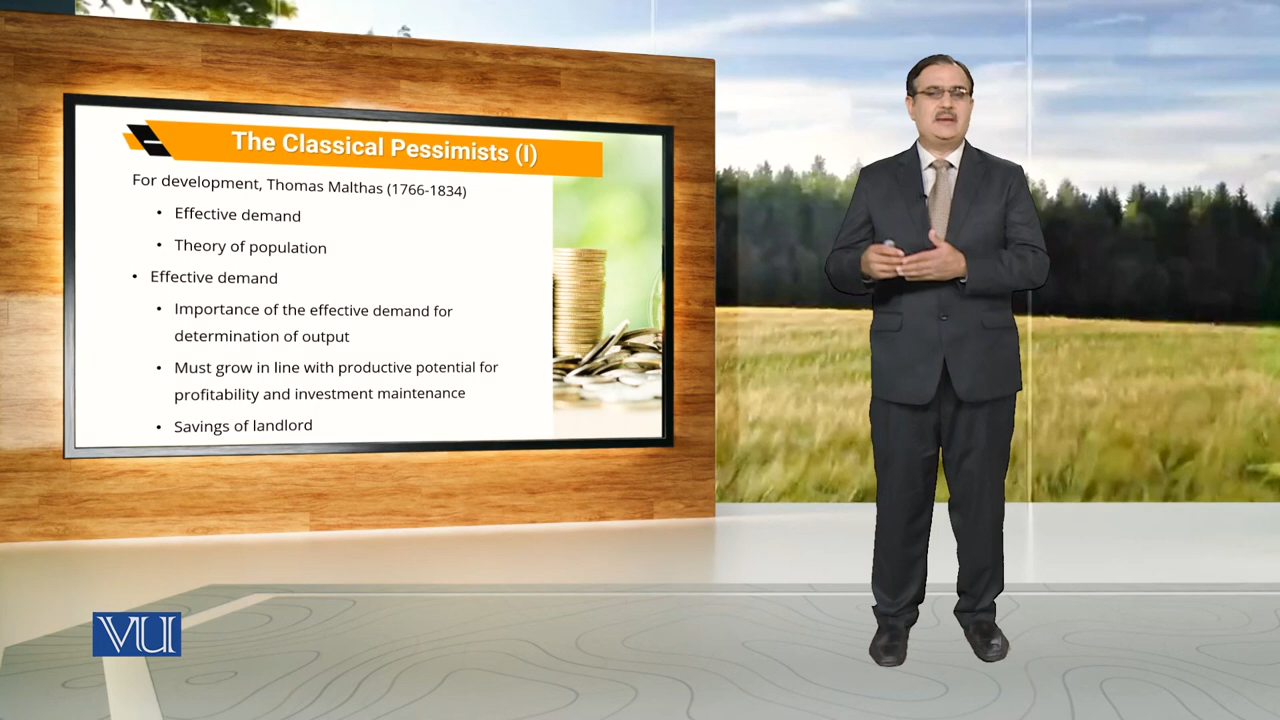 The Classical Pessimists (I)
For development, Thomas Malthas (1766-1834)
• Effective demand
• Theory of population
• Effective demand
• Importance of the effective demand for
determination of output
• Must grow in line with productive potential for
profitability and investment maintenance
• Savings of landlord
VU